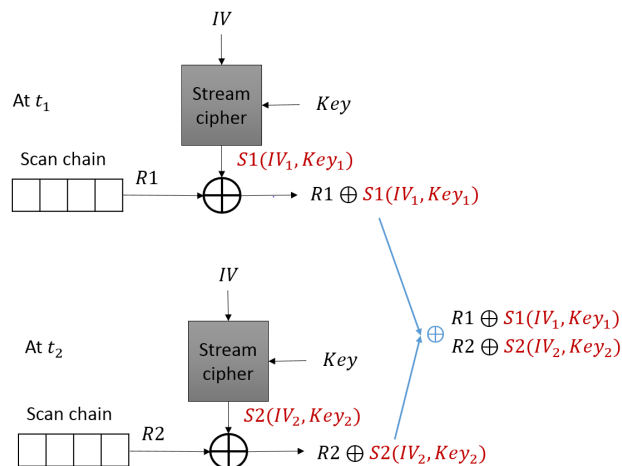 IV
At t₁
Stream
cipher
Key
Scan chain
S1(IV₁, Key₁)
R1
R1 ⊕ S1(IV₁, Key₁)
IV
R1 ⊕ S1(IV₁, Key₁)
R2 ⊕ S2(IV₂, Key₂)
At t₂
Stream
cipher
Key
Scan chain
S2(IV₂, Key₂)
R2
R2 ⊕ S2(IV₂, Key₂)